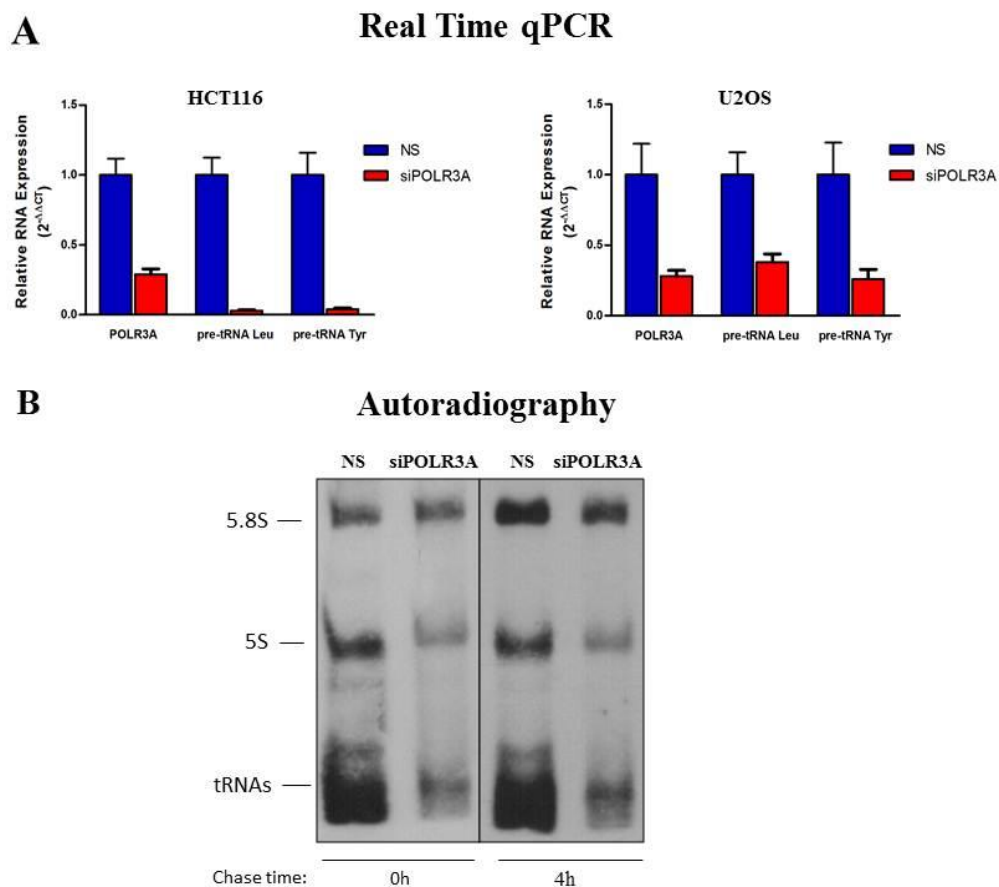 A
Real Time qPCR
HCT116
Relative RNA Expression
(2-ΔΔCT)
1.5
1.0
0.5
0.0
POLR3A
pre-tRNA Leu
pre-tRNA Tyr
NS
siPOLR3A
U2OS
Relative RNA Expression
(2-ΔΔCT)
1.5
1.0
0.5
0.0
POLR3A
pre-tRNA Leu
pre-tRNA Tyr
NS
siPOLR3A
B
Autoradiography
NS siPOLR3A NS siPOLR3A
5.8S
5S
tRNAs
Chase time: 0h 4h